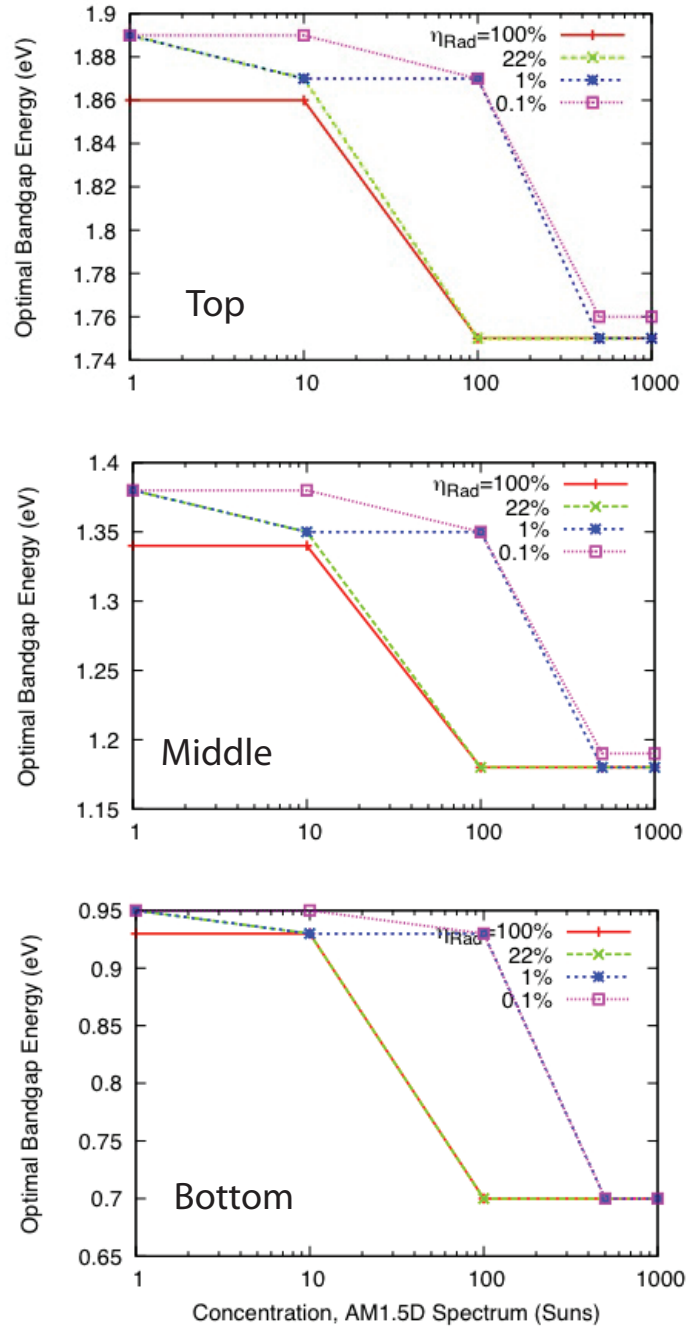 1.9
1.88
1.86
1.84
1.82
1.8
1.78
1.76
1.74
Optimal Bandgap Energy (eV)
ηRad=100%
22%
1%
0.1%
Top
1 10 100 1000
1.4
1.35
1.3
1.25
1.2
1.15
Optimal Bandgap Energy (eV)
ηRad=100%
22%
1%
0.1%
Middle
1 10 100 1000
0.95
0.9
0.85
0.8
0.75
0.7
0.65
Optimal Bandgap Energy (eV)
ηRad=100%
22%
1%
0.1%
Bottom
1 10 100 1000
Concentration, AM1.5D Spectrum (Suns)